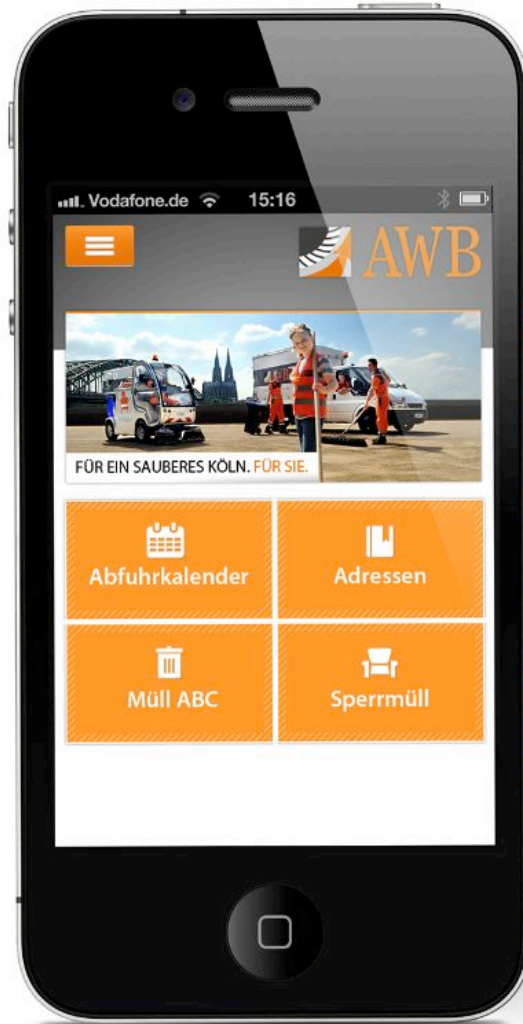 Vodafone.de 15:16
AWB
FÜR EIN SAUBERES KÖLN. FÜR SIE.
Abfuhrkalender
Adressen
Müll ABC
Sperrmüll